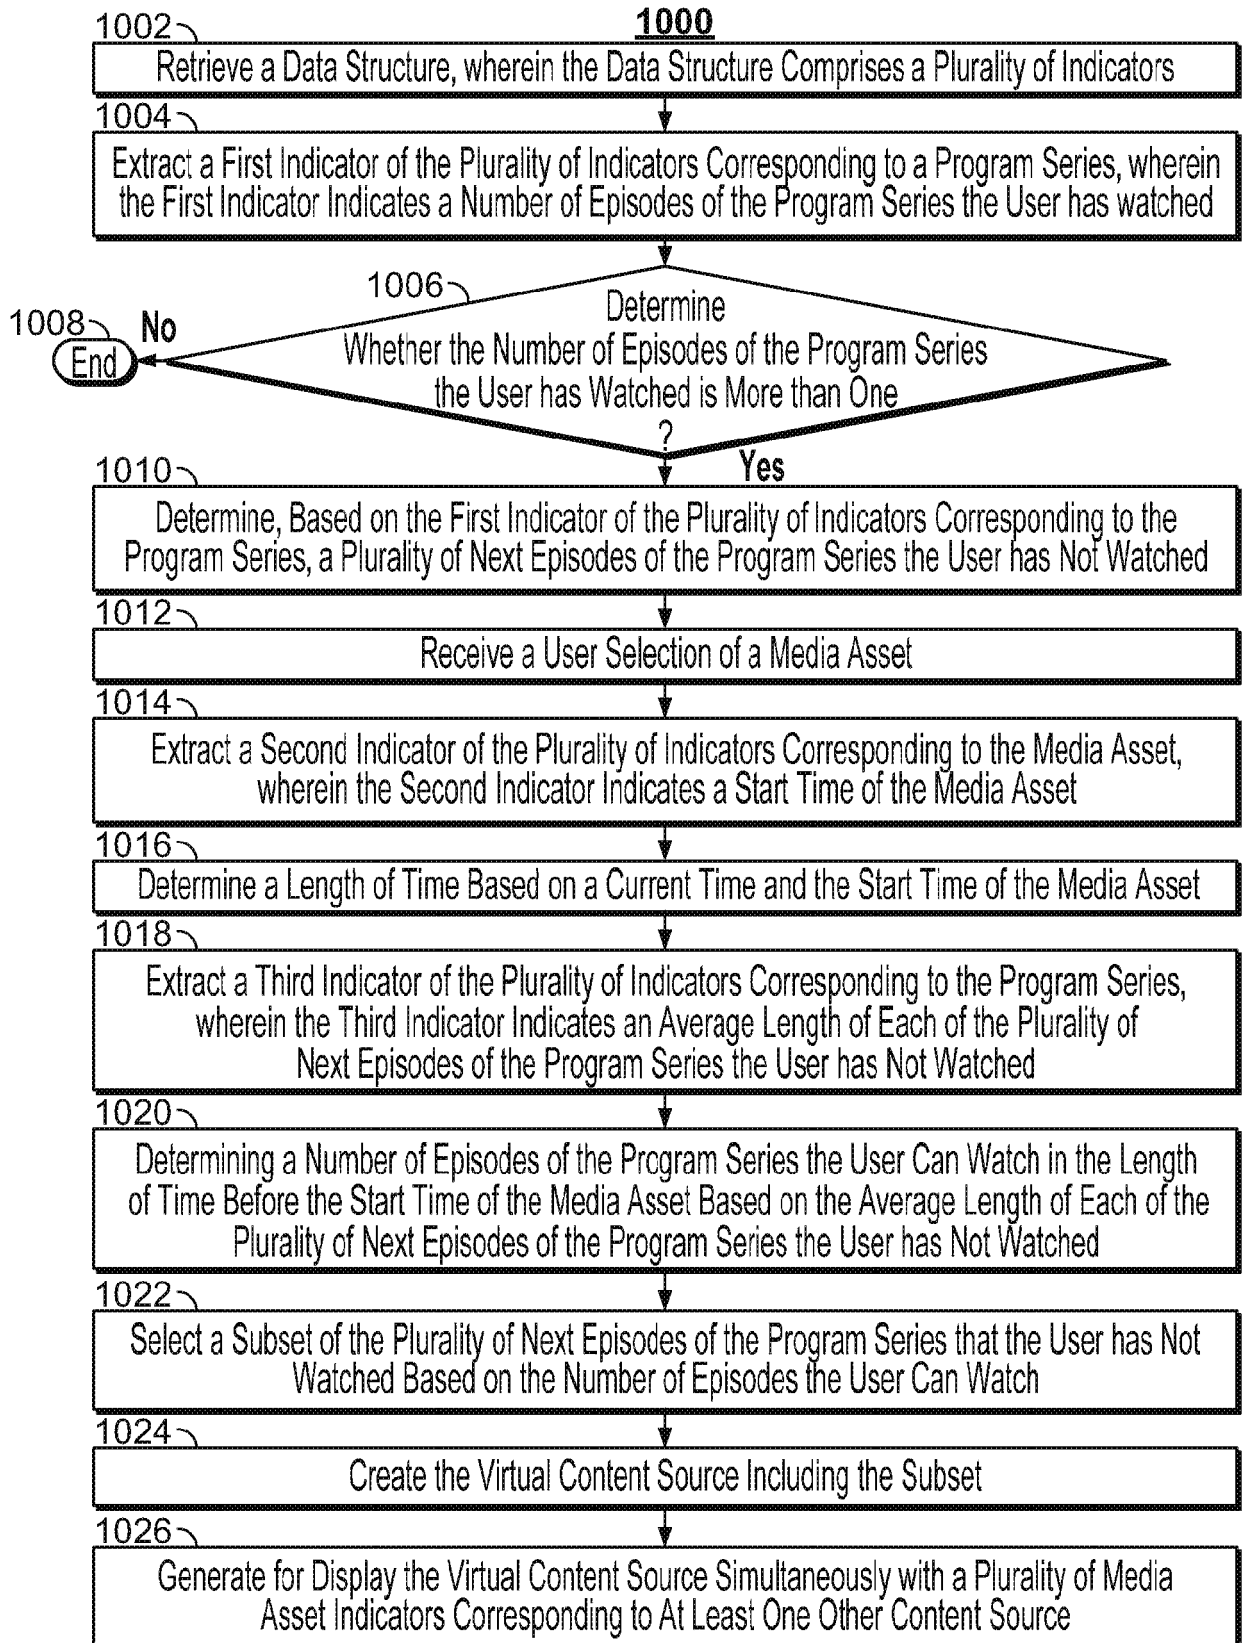 1000
1002
Retrieve a Data Structure, wherein the Data Structure Comprises a Plurality of Indicators
1004
Extract a First Indicator of the Plurality of Indicators Corresponding to a Program Series, wherein
the First Indicator Indicates a Number of Episodes of the Program Series the User has watched
1006
Determine
Whether the Number of Episodes of the Program Series
the User has Watched is More than One
?
1008
No
End
Yes
1010
Determine, Based on the First Indicator of the Plurality of Indicators Corresponding to the
Program Series, a Plurality of Next Episodes of the Program Series the User has Not Watched
1012
Receive a User Selection of a Media Asset
1014
Extract a Second Indicator of the Plurality of Indicators Corresponding to the Media Asset,
wherein the Second Indicator Indicates a Start Time of the Media Asset
1016
Determine a Length of Time Based on a Current Time and the Start Time of the Media Asset
1018
Extract a Third Indicator of the Plurality of Indicators Corresponding to the Program Series,
wherein the Third Indicator Indicates an Average Length of Each of the Plurality of
Next Episodes of the Program Series the User has Not Watched
1020
Determining a Number of Episodes of the Program Series the User Can Watch in the Length
of Time Before the Start Time of the Media Asset Based on the Average Length of Each of the
Plurality of Next Episodes of the Program Series the User has Not Watched
1022
Select a Subset of the Plurality of Next Episodes of the Program Series that the User has Not
Watched Based on the Number of Episodes the User Can Watch
1024
Create the Virtual Content Source Including the Subset
1026
Generate for Display the Virtual Content Source Simultaneously with a Plurality of Media
Asset Indicators Corresponding to At Least One Other Content Source